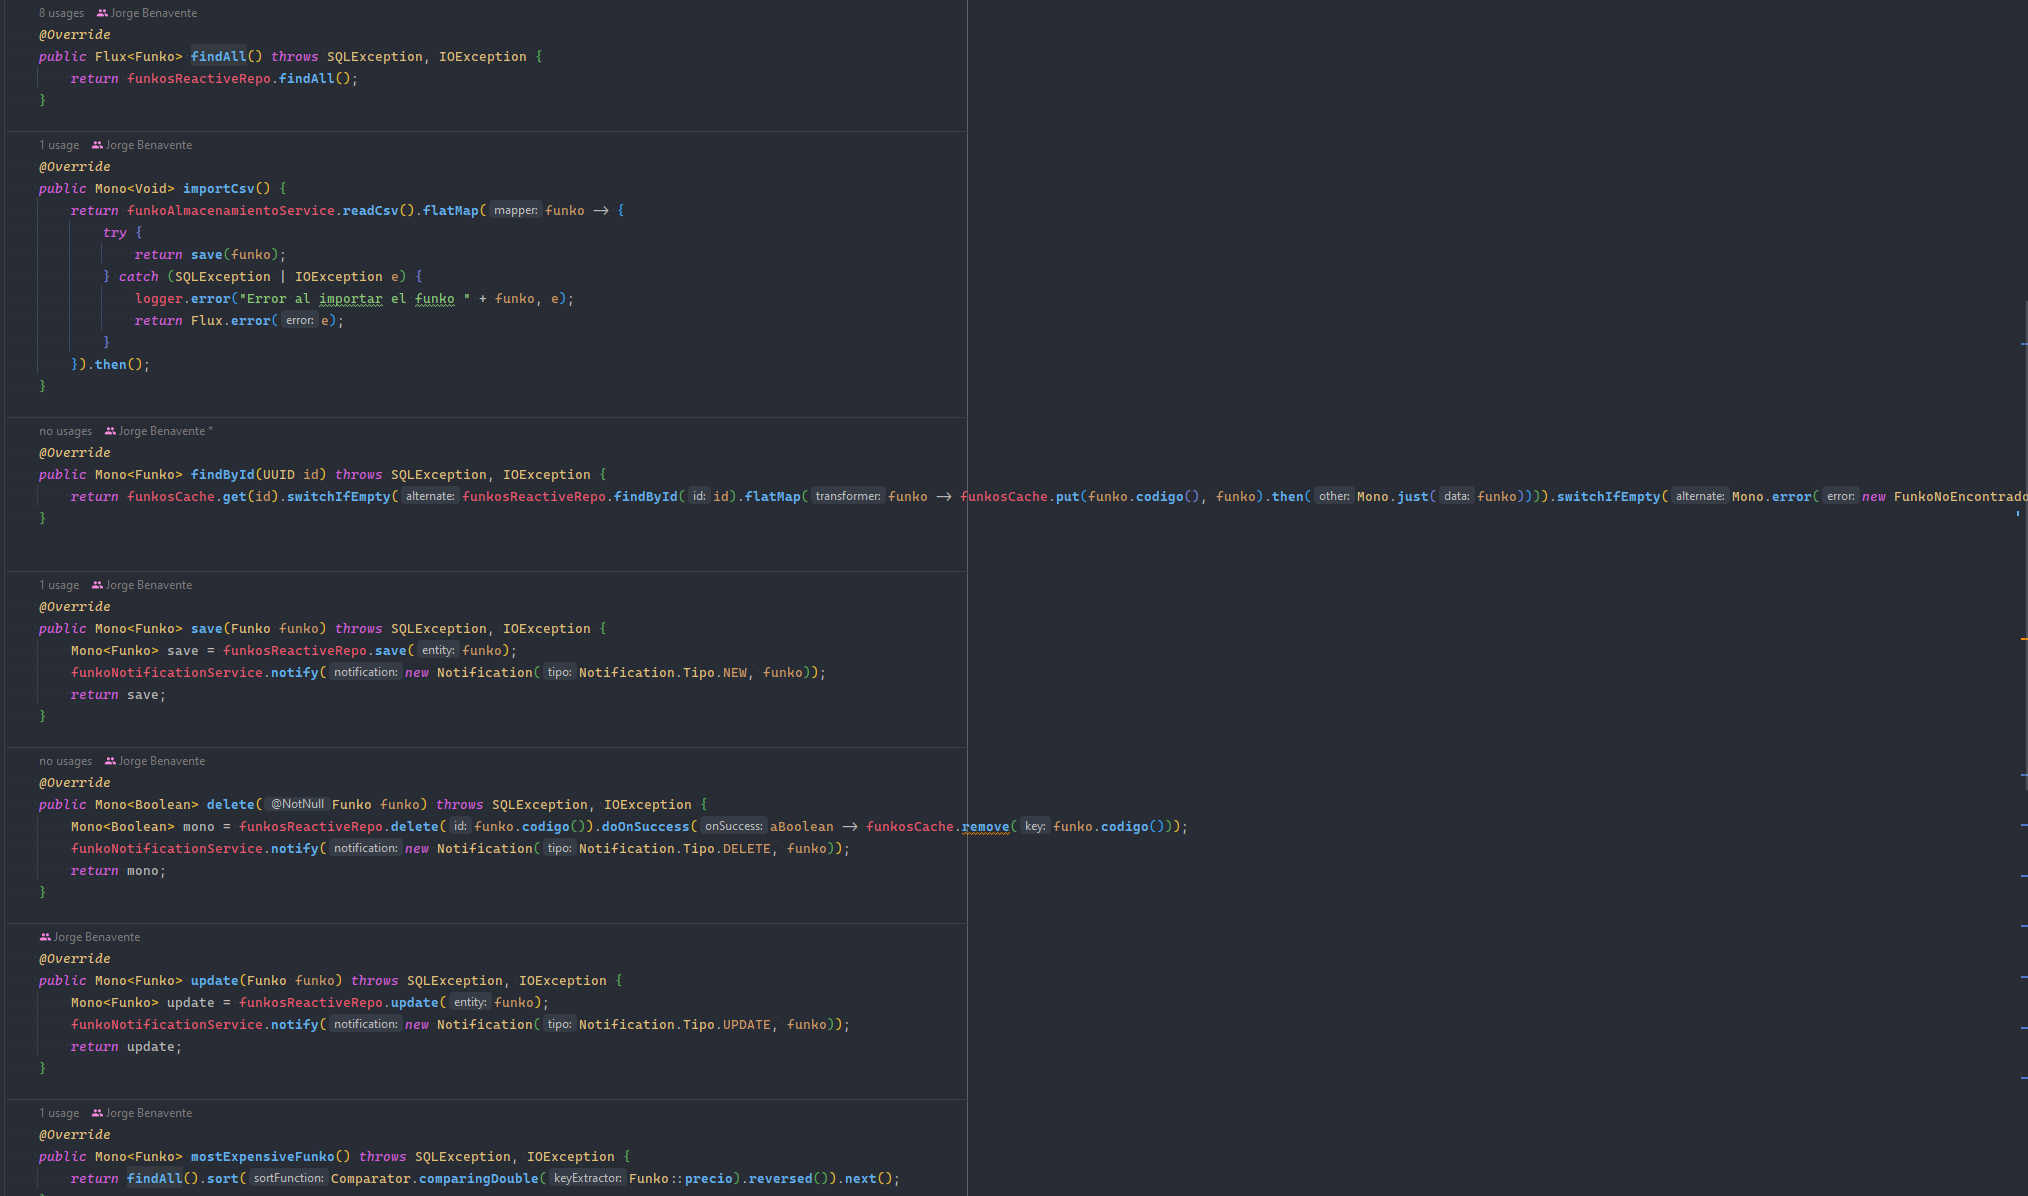 8 usages Jorge Benavente
@Override
public Flux<Funko> findAll() throws SQLException, IOException {
return funkosReactiveRepo.findAll();
}
1 usage Jorge Benavente
@Override
public Mono<Void> importCsv() {
return funkoAlmacenamientoService.readCsv().flatMap( mapper: funko -> {
try {
return save(funko);
} catch (SQLException | IOException e) {
logger.error("Error al importar el funko " + funko, e);
return Flux.error( error: e);
}
}).then();
}
no usages Jorge Benavente *
@Override
public Mono<Funko> findById(UUID id) throws SQLException, IOException {
return funkosCache.get(id).switchIfEmpty( alternate: funkosReactiveRepo.findById( id: id).flatMap( transformer: funko -> funkosCache.put(funko.codigo(), funko).then( other: Mono.just( data: funko)))).switchIfEmpty( alternate: Mono.error( error: new FunkoNoEncontrado
}
1 usage Jorge Benavente
@Override
public Mono<Funko> save(Funko funko) throws SQLException, IOException {
Mono<Funko> save = funkosReactiveRepo.save( entity: funko);
funkoNotificationService.notify( notification: new Notification( tipo: Notification.Tipo.NEW, funko));
return save;
}
no usages Jorge Benavente
@Override
public Mono<Boolean> delete( @NotNull Funko funko) throws SQLException, IOException {
Mono<Boolean> mono = funkosReactiveRepo.delete( id: funko.codigo()).doOnSuccess( onSuccess: aBoolean -> funkosCache.remove( key: funko.codigo()));
funkoNotificationService.notify( notification: new Notification( tipo: Notification.Tipo.DELETE, funko));
return mono;
}
Jorge Benavente
@Override
public Mono<Funko> update(Funko funko) throws SQLException, IOException {
Mono<Funko> update = funkosReactiveRepo.update( entity: funko);
funkoNotificationService.notify( notification: new Notification( tipo: Notification.Tipo.UPDATE, funko));
return update;
}
1 usage Jorge Benavente
@Override
public Mono<Funko> mostExpensiveFunko() throws SQLException, IOException {
return findAll().sort( sortFunction: Comparator.comparingDouble( keyExtractor: Funko::precio).reversed()).next();